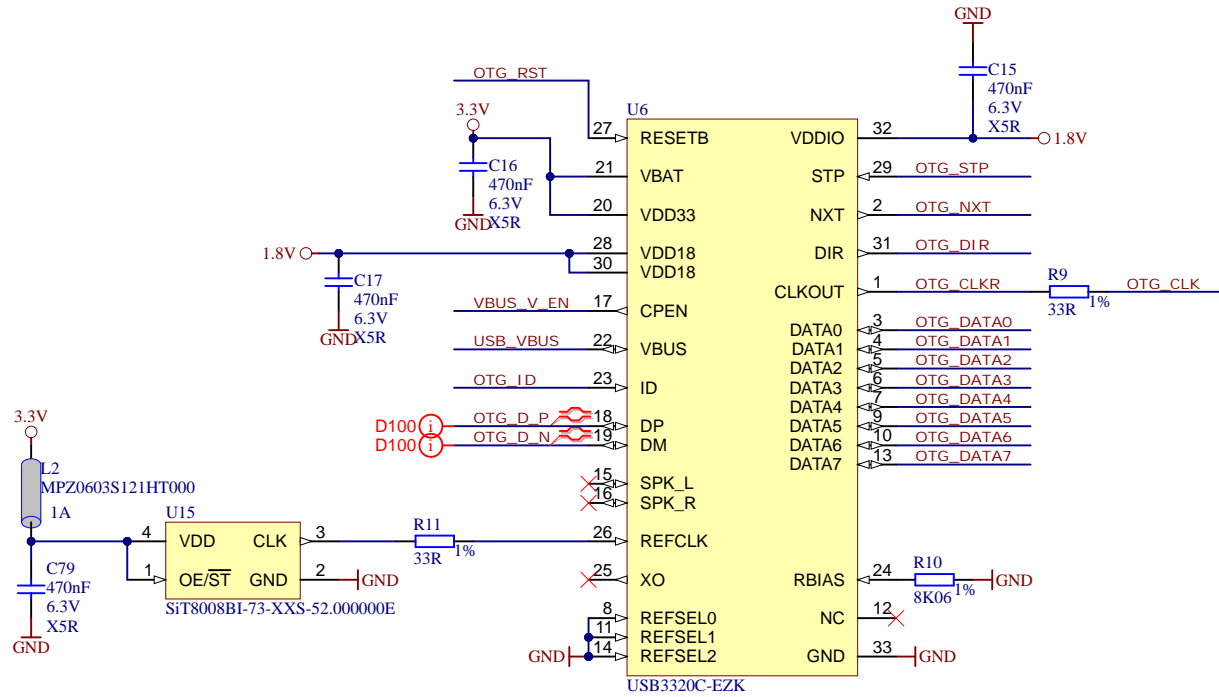 GND
C15
470nF
6.3V
X5R
1.8V
OTG_RST
3.3V
C16
470nF
6.3V
X5R
GND
1.8V
C17
470nF
6.3V
X5R
GND
VBUS_V_EN
USB_VBUS
OTG_ID
D100 i OTG_D_P
D100 i OTG_D_N
U6
27 RESETB
21 VBAT
20 VDD33
28 VDD18
30 VDD18
17 CPEN
22 VBUS
23 ID
18 DP
19 DM
15 SPK_L
16 SPK_R
26 REFCLK
25 XO
8 REFSEL0
11 REFSEL1
14 REFSEL2
GND
VDDIO 32
STP 29 OTG_STP
NXT 2 OTG_NXT
DIR 31 OTG_DIR
CLKOUT 1 OTG_CLKR
R9
33R 1%
OTG_CLK
DATA0 3 OTG_DATA0
DATA1 4 OTG_DATA1
DATA2 5 OTG_DATA2
DATA3 6 OTG_DATA3
DATA4 7 OTG_DATA4
DATA5 9 OTG_DATA5
DATA6 10 OTG_DATA6
DATA7 13 OTG_DATA7
RBIAS 24
R10
8K06 1%
GND
NC 12
GND 33 GND
USB3320C-EZK
3.3V
L2
MPZ0603S121HT000
1A
C79
470nF
6.3V
X5R
GND
U15
4 VDD CLK 3
1 OE/ST GND 2 GND
SiT8008BI-73-XXS-52.000000E
R11
33R 1%